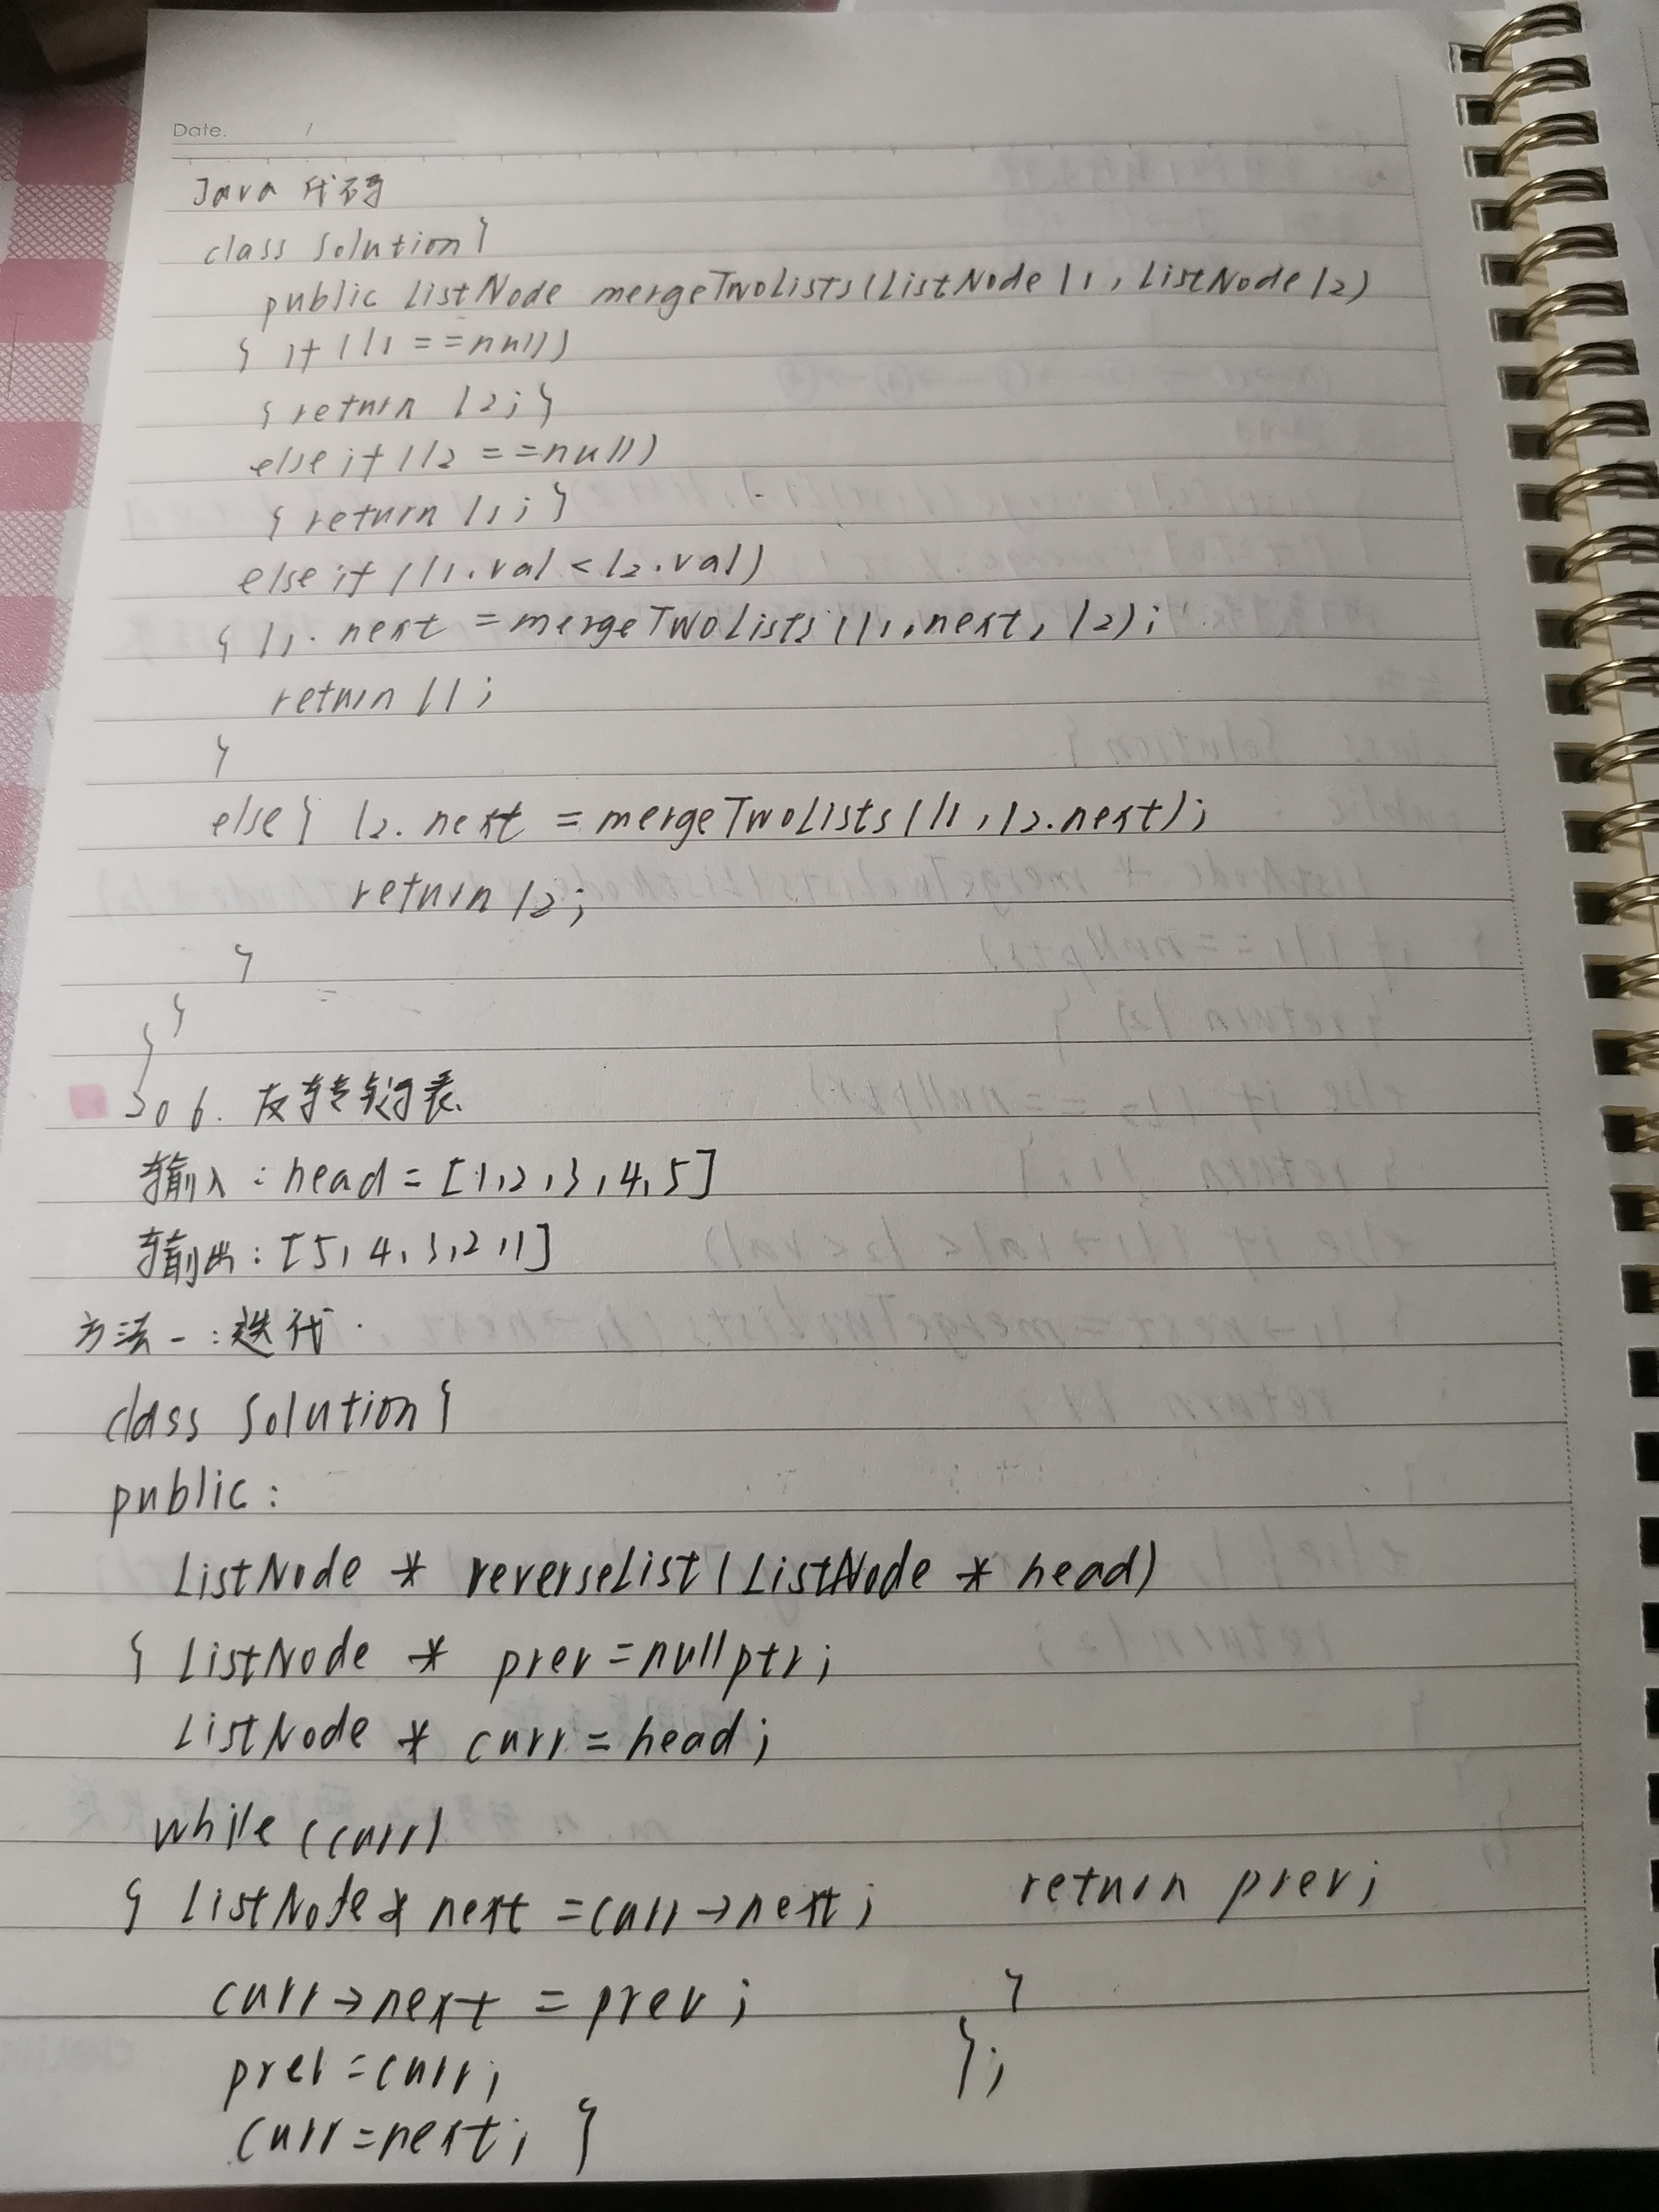 Date. /
Java 代码
class Solution{
public ListNode mergeTwoLists(ListNode l1, ListNode l2)
{ if (l1 ==null)
{ return l2; }
else if (l2 ==null)
{ return l1; }
else if (l1.val < l2.val)
{ l1.next = mergeTwoLists(l1.next, l2);
return l1;
}
else{ l2.next = mergeTwoLists(l1, l2.next);
return l2;
}
}
}
206. 反转链表
输入: head = [1,2,3,4,5]
输出: [5,4,3,2,1]
方法一: 迭代.
class Solution{
public:
ListNode * reverseList(ListNode * head)
{ ListNode * prev = nullptr;
ListNode * curr = head;
while (curr)
{ ListNode * next = curr→next;
curr→next = prev;
prev = curr;
curr = next; }
return prev;
}
};